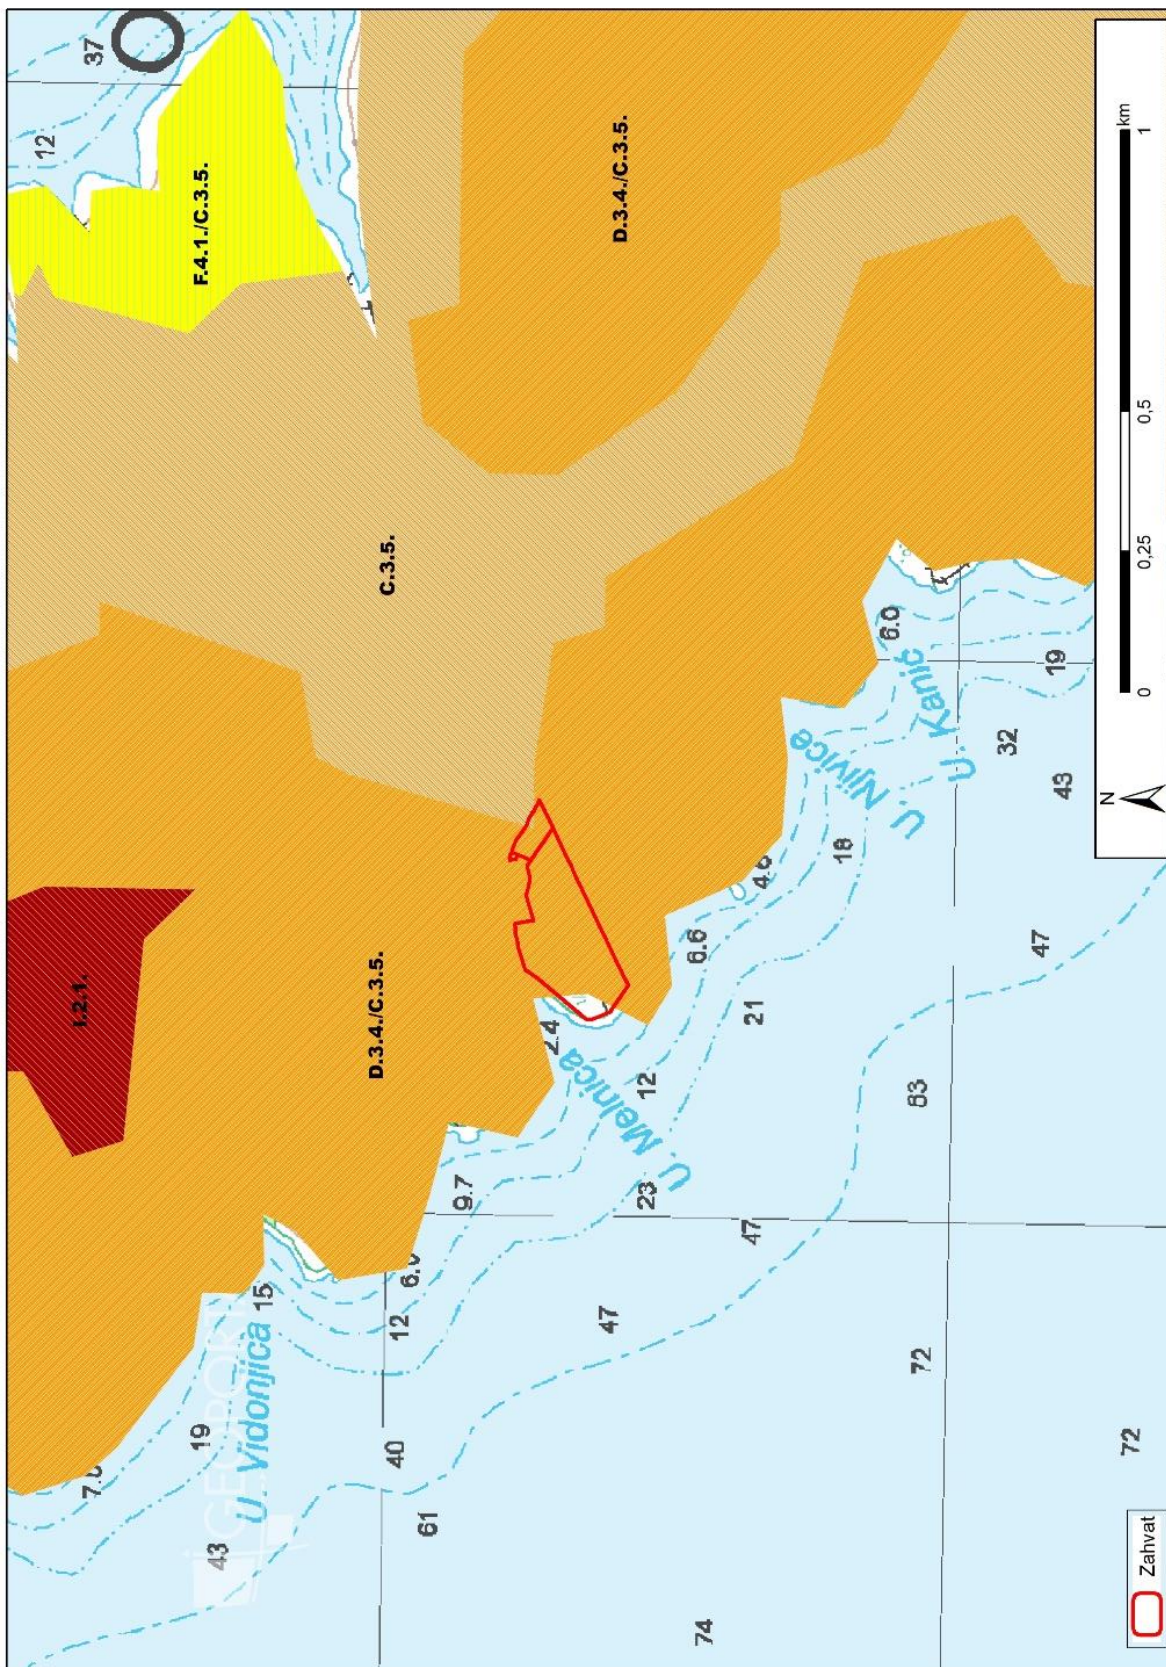 12
I.2.1.
37
19
F.4.1./C.3.5.
43
GEOPORT
U. Vidonjica
15
D.3.4./C.3.5.
C.3.5.
40
12
61
9.7
2.4
47
D.3.4./C.3.5.
U. Melnica
23
12
6.6
74
47
21
4.6
18
U. Njivice
6.0
72
83
U. Kanič
32
47
19
43
N
km
72
0 0,25 0,5 1
Zahvat